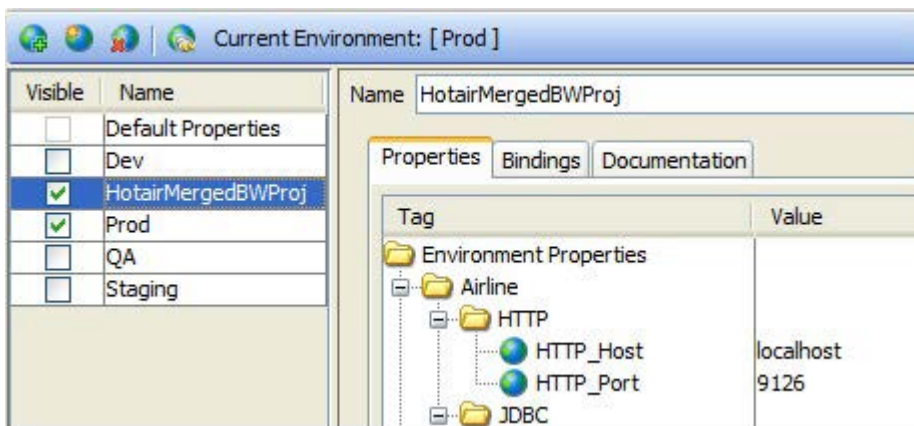 Current Environment: [ Prod ]
Visible Name
Default Properties
Dev
HotairMergedBWProj
Prod
QA
Staging
Name HotairMergedBWProj
Properties Bindings Documentation
Tag Value
Environment Properties
Airline
HTTP
HTTP_Host localhost
HTTP_Port 9126
JDBC